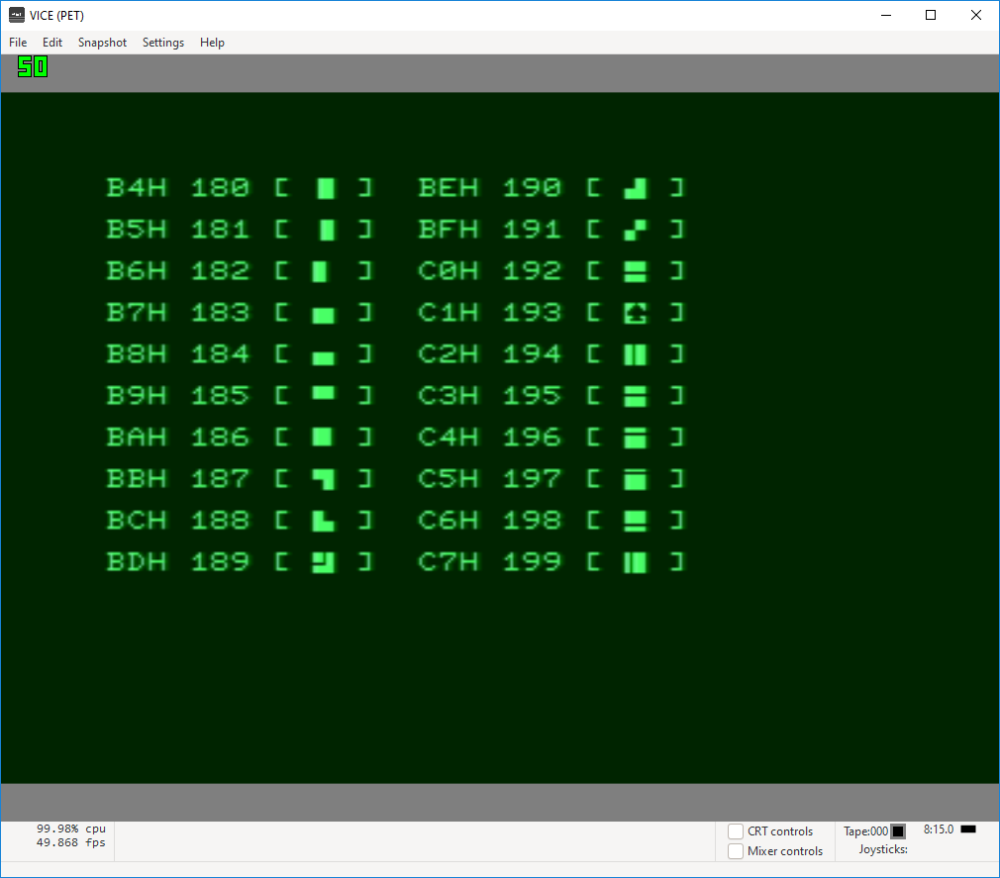 VICE (PET)
File Edit Snapshot Settings Help
50
B4H 180 [ ] BEH 190 [ ]
B5H 181 [ ] BFH 191 [ ]
B6H 182 [ ] C0H 192 [ ]
B7H 183 [ ] C1H 193 [ ]
B8H 184 [ ] C2H 194 [ ]
B9H 185 [ ] C3H 195 [ ]
BAH 186 [ ] C4H 196 [ ]
BBH 187 [ ] C5H 197 [ ]
BCH 188 [ ] C6H 198 [ ]
BDH 189 [ ] C7H 199 [ ]
99.98% cpu
49.868 fps
CRT controls
Mixer controls
Tape:000
Joysticks:
8:15.0